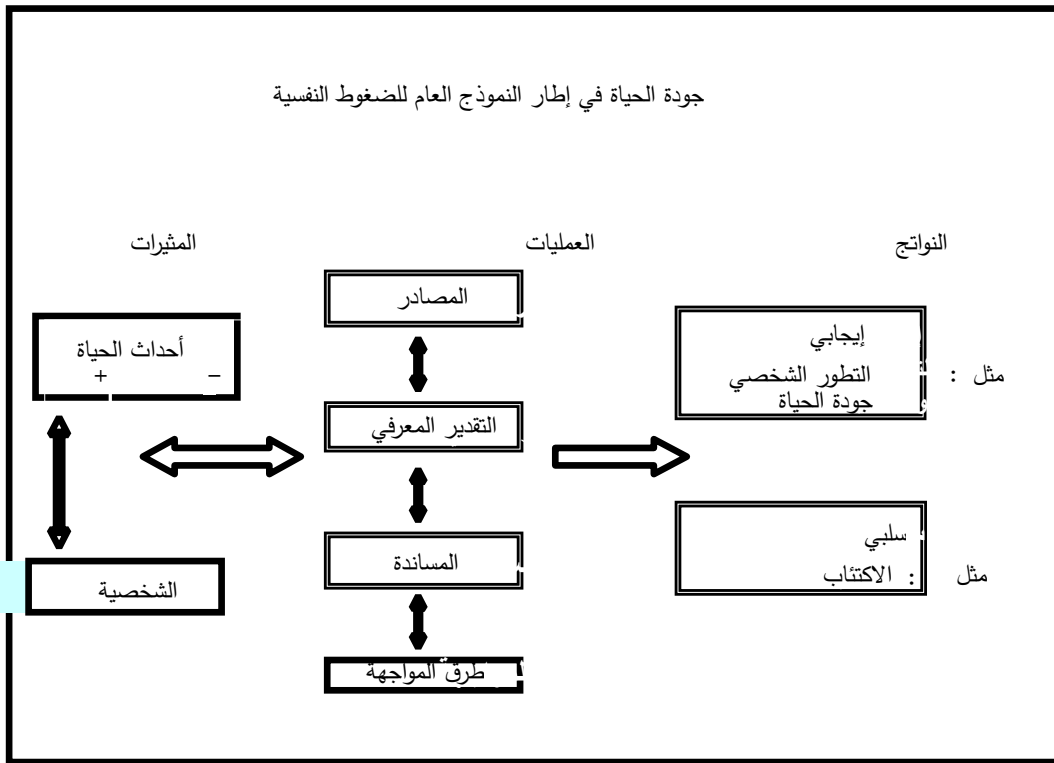 جودة الحياة في إطار النموذج العام للضغوط النفسية
المثيرات
العمليات
النواتج
أحداث الحياة
+ –
الشخصية
المصادر
التقدير المعرفي
المساندة
طرق المواجهة
إيجابي
مثل : التطور الشخصي
جودة الحياة
سلبي
مثل : الاكتئاب